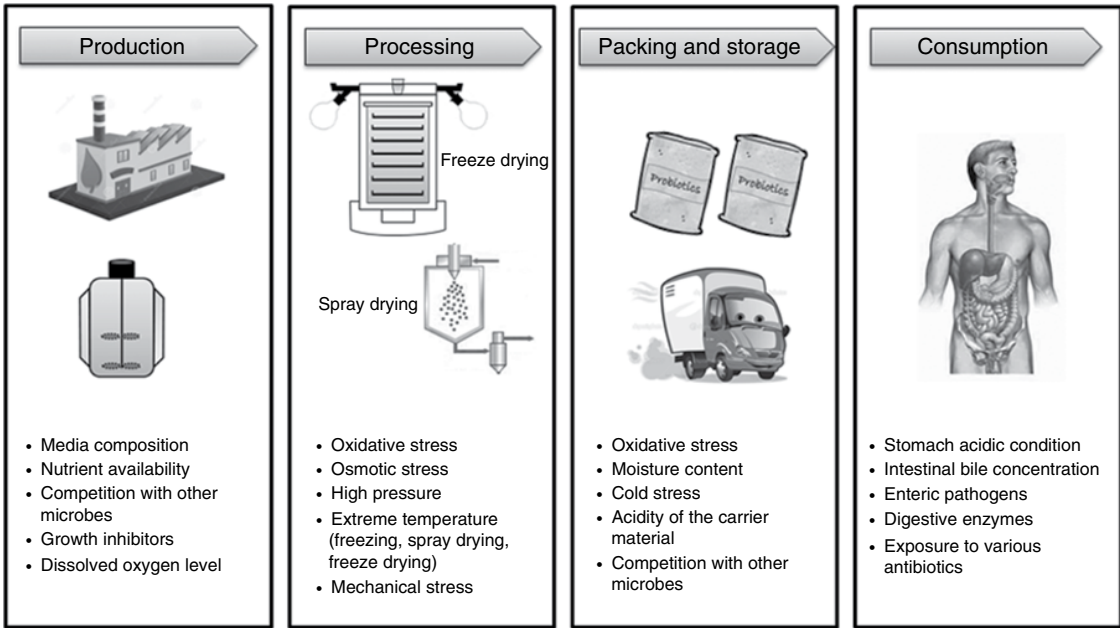 Production
Media composition
Nutrient availability
Competition with other
microbes
Growth inhibitors
Dissolved oxygen level
Processing
Freeze drying
Spray drying
Oxidative stress
Osmotic stress
High pressure
Extreme temperature
(freezing, spray drying,
freeze drying)
Mechanical stress
Packing and storage
Probiotics
Probiotics
Oxidative stress
Moisture content
Cold stress
Acidity of the carrier
material
Competition with other
microbes
Consumption
Stomach acidic condition
Intestinal bile concentration
Enteric pathogens
Digestive enzymes
Exposure to various
antibiotics